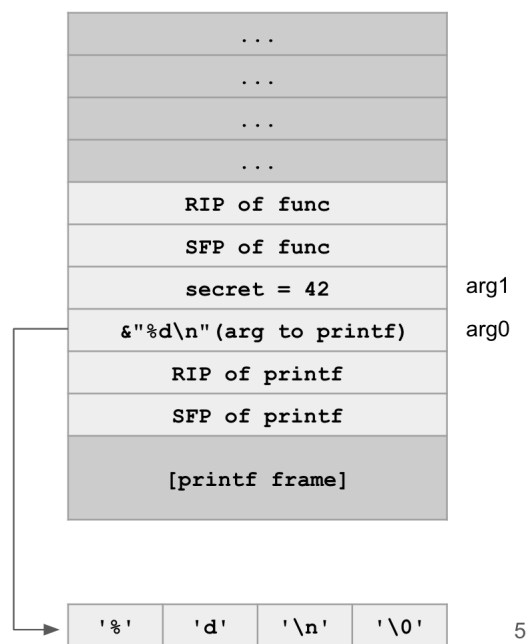 ...
...
...
...
RIP of func
SFP of func
secret = 42 arg1
&"%d\n"(arg to printf) arg0
RIP of printf
SFP of printf
[printf frame]
'%' 'd' '\n' '\0'
5